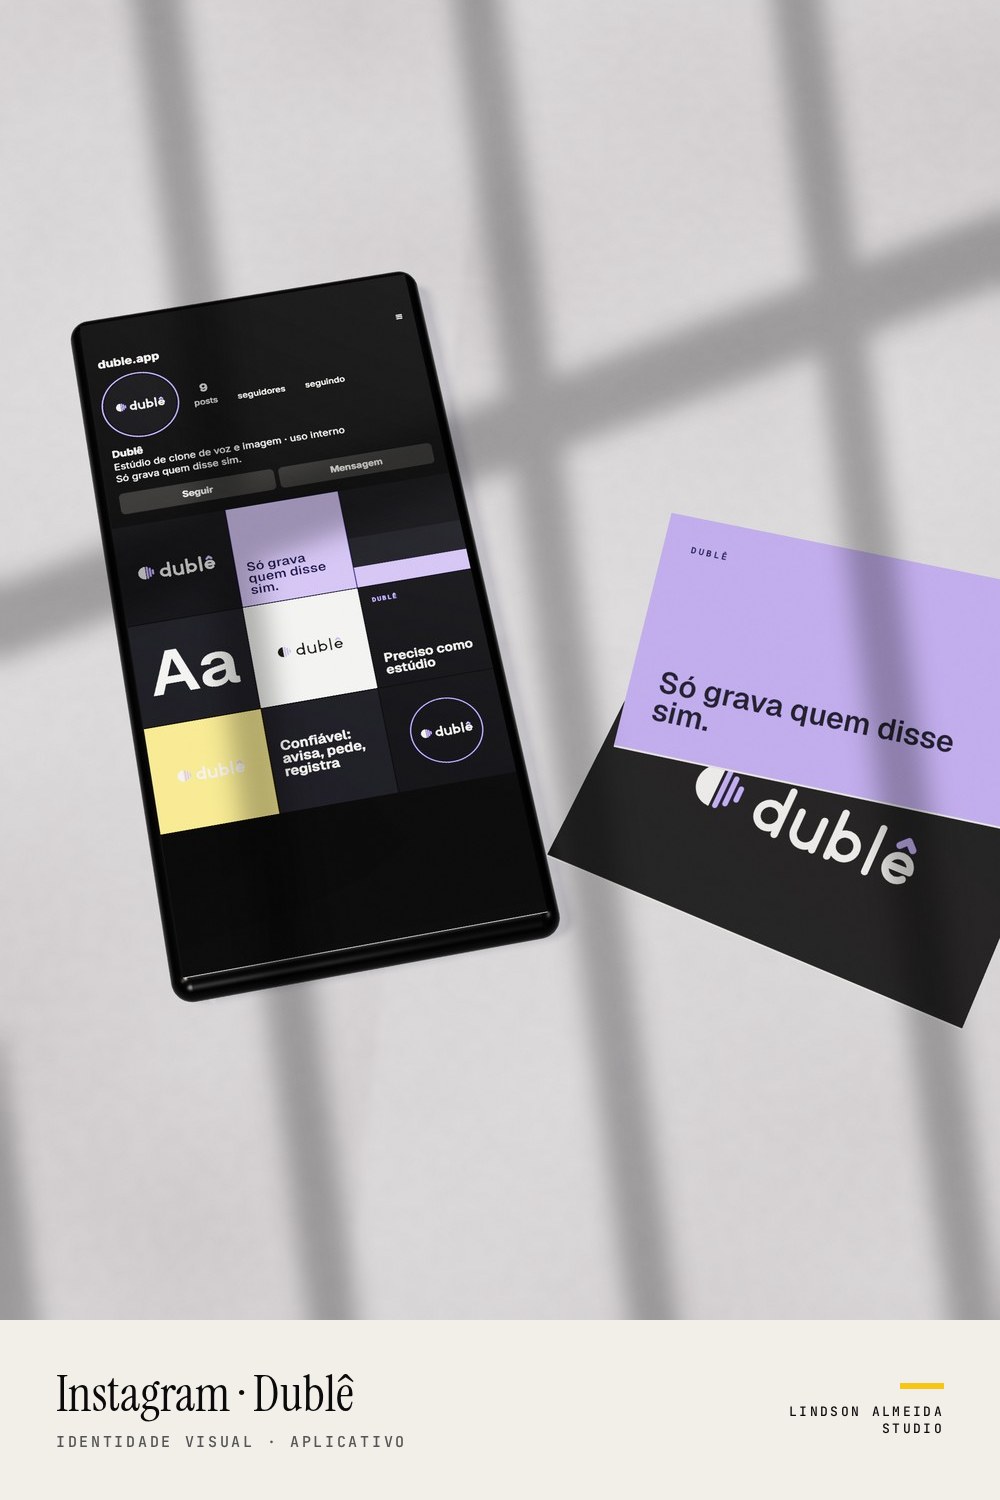 duble.app
≡
dublê
9
posts
seguidores
seguindo
Dublê
Estúdio de clone de voz e imagem · uso interno
Só grava quem disse sim.
Seguir
Mensagem
dublê
Só grava
quem disse
sim.
Aa
dublê
DUBLÊ
Preciso como
estúdio
dublê
Confiável:
avisa, pede,
registra
dublê
DUBLÊ
Só grava quem disse
sim.
dublê
Instagram · Dublê
IDENTIDADE VISUAL · APLICATIVO
LINDSON ALMEIDA
STUDIO